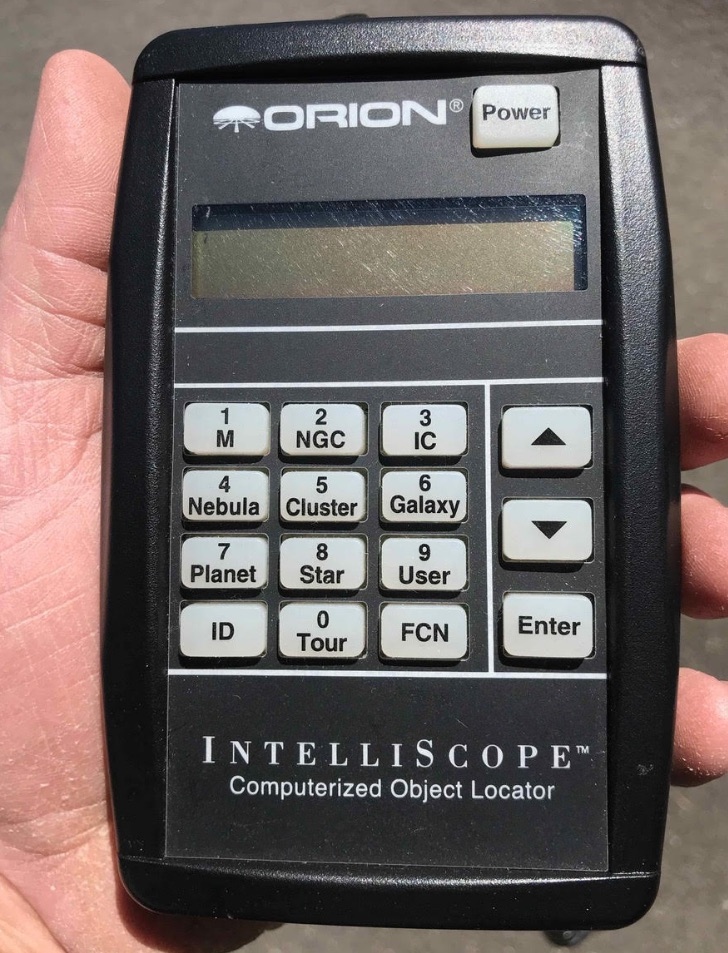 ORION®
Power
1
M
2
NGC
3
IC
4
Nebula
5
Cluster
6
Galaxy
7
Planet
8
Star
9
User
ID
0
Tour
FCN
Enter
INTELLISCOPE™
Computerized Object Locator